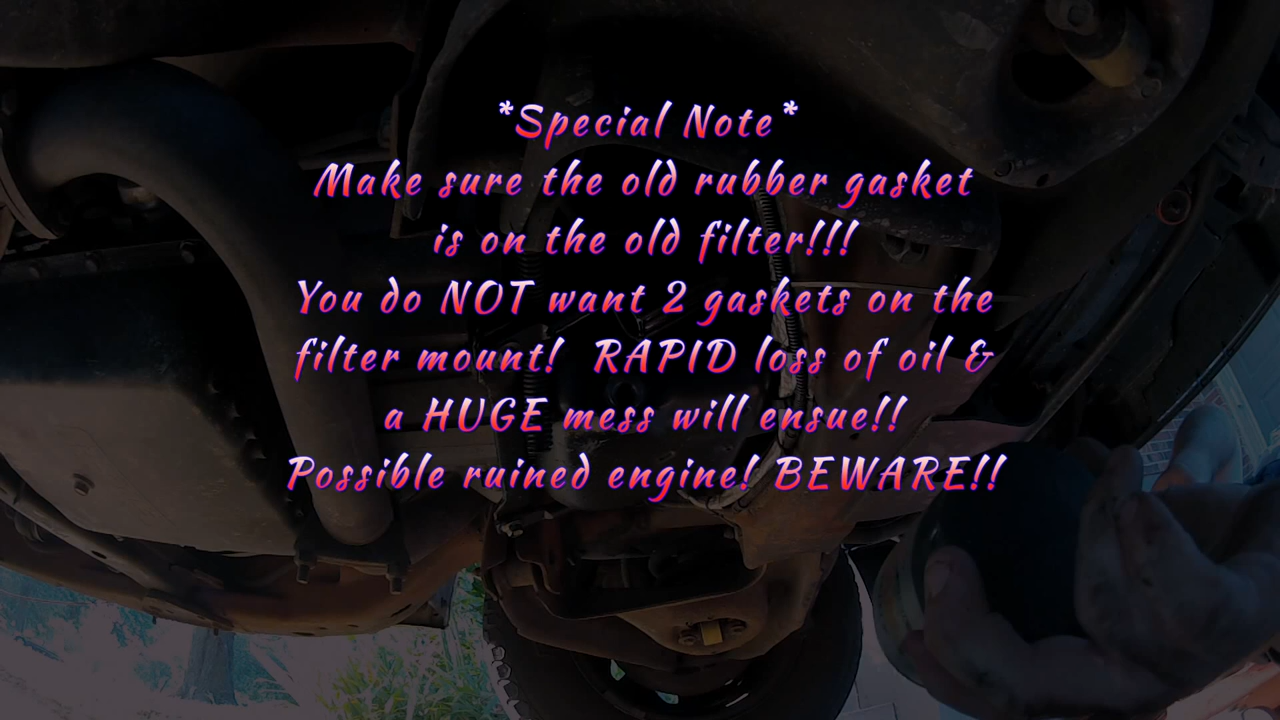 *Special Note*
Make sure the old rubber gasket
is on the old filter!!!
You do NOT want 2 gaskets on the
filter mount!  RAPID loss of oil &
a HUGE mess will ensue!!
Possible ruined engine! BEWARE!!